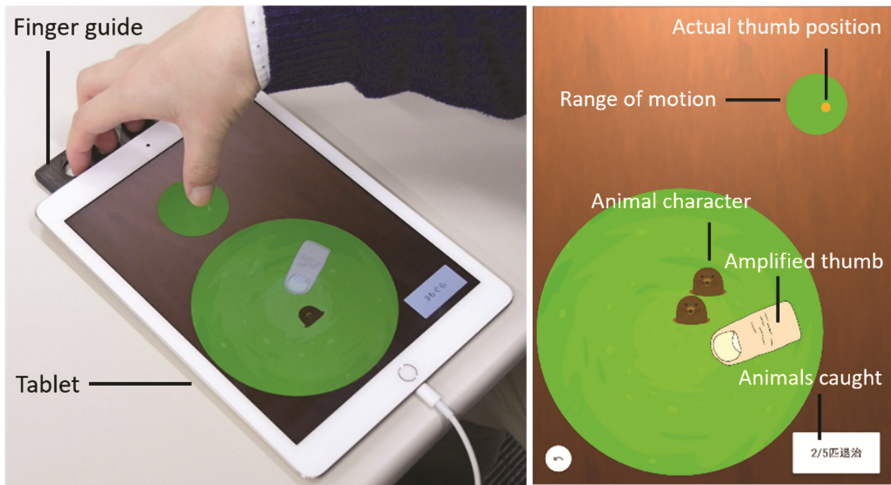 Finger guide
Tablet
Actual thumb position
Range of motion
Animal character
Amplified thumb
Animals caught
2/5匹退治